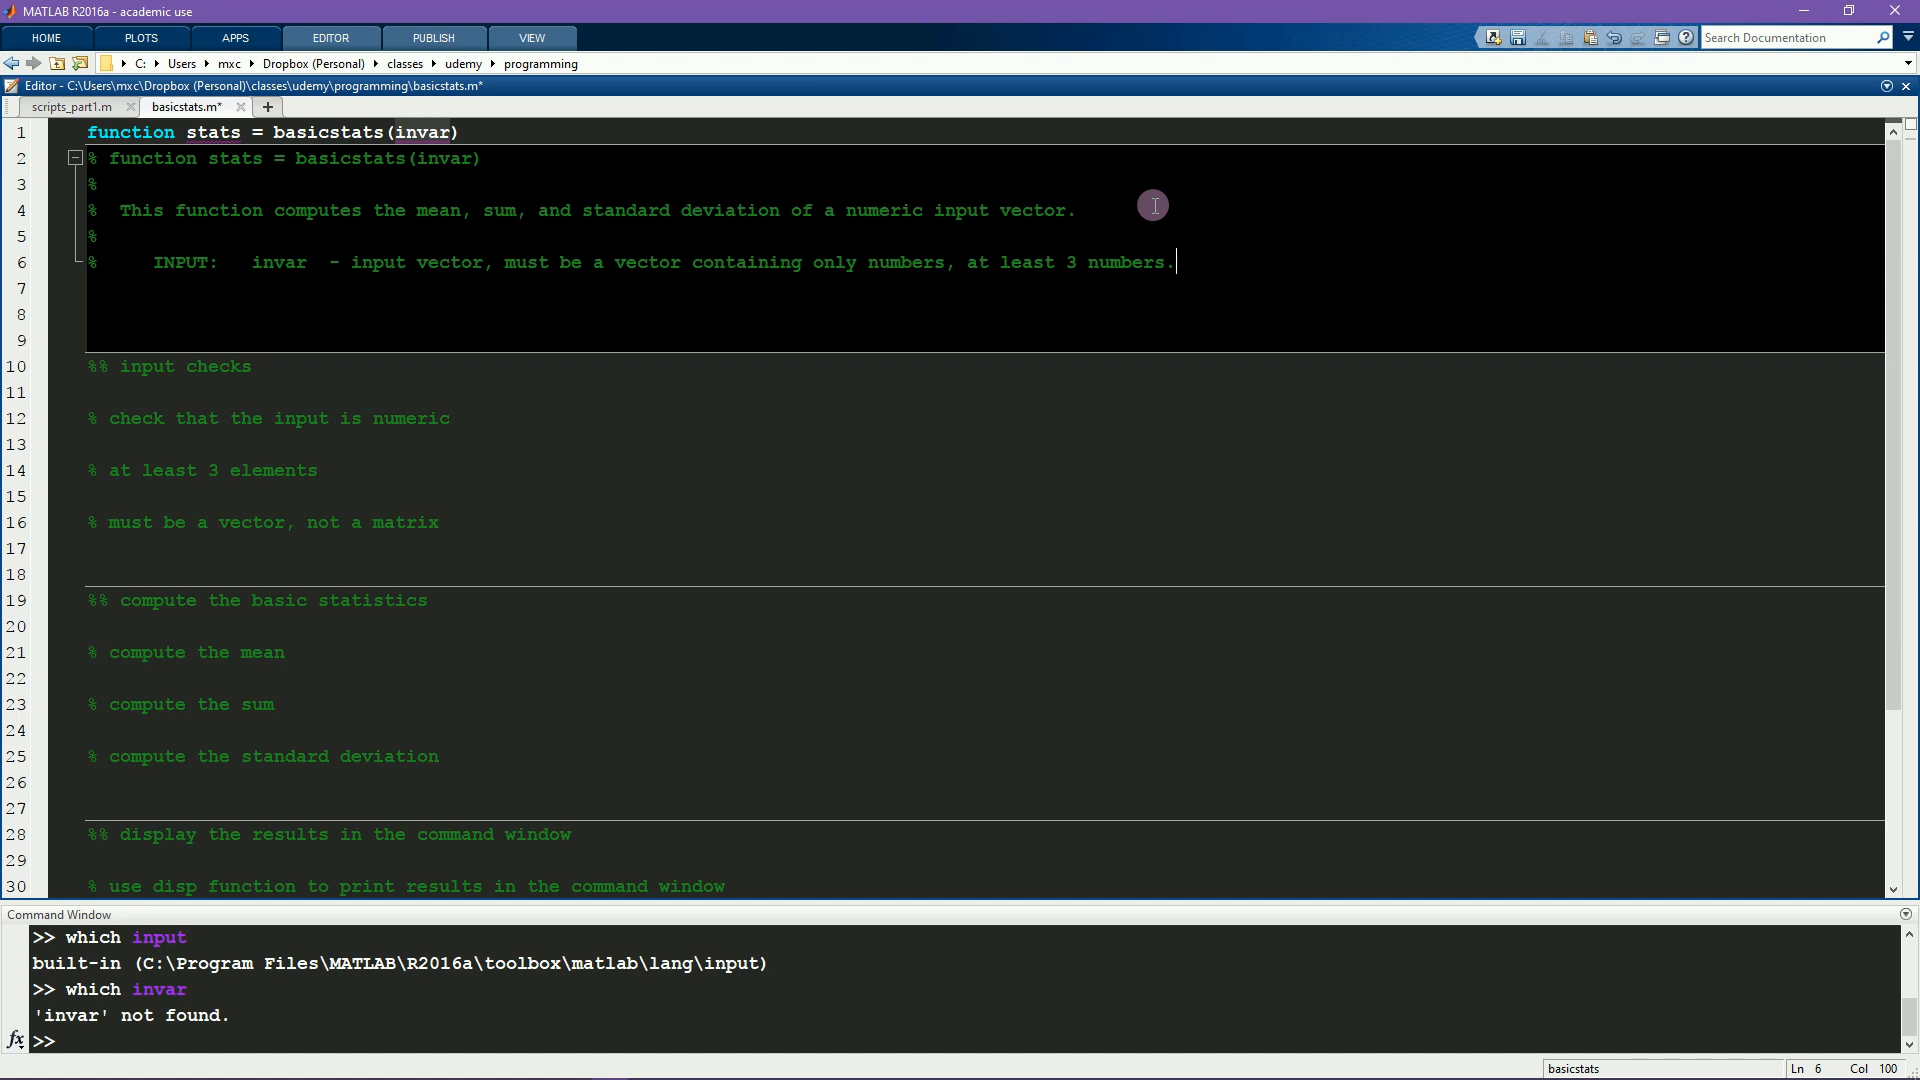 MATLAB R2016a - academic use
HOME PLOTS APPS EDITOR PUBLISH VIEW Search Documentation
C: Users mxc Dropbox (Personal) classes udemy programming
Editor - C:\Users\mxc\Dropbox (Personal)\classes\udemy\programming\basicstats.m*
scripts_part1.m basicstats.m* +
1 function stats = basicstats(invar)
2 % function stats = basicstats(invar)
3 %
4 % This function computes the mean, sum, and standard deviation of a numeric input vector.
5 %
6 % INPUT: invar - input vector, must be a vector containing only numbers, at least 3 numbers.
7
8
9
10 %% input checks
11
12 % check that the input is numeric
13
14 % at least 3 elements
15
16 % must be a vector, not a matrix
17
18
19 %% compute the basic statistics
20
21 % compute the mean
22
23 % compute the sum
24
25 % compute the standard deviation
26
27
28 %% display the results in the command window
29
30 % use disp function to print results in the command window
Command Window
>> which input
built-in (C:\Program Files\MATLAB\R2016a\toolbox\matlab\lang\input)
>> which invar
'invar' not found.
fx >>
basicstats Ln 6 Col 100